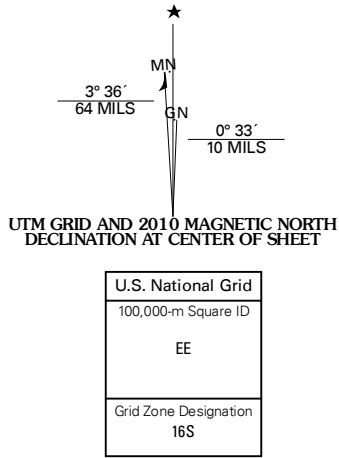 ★
MN
3° 36´
64 MILS
GN
0° 33´
10 MILS
UTM GRID AND 2010 MAGNETIC NORTH
DECLINATION AT CENTER OF SHEET
U.S. National Grid
100,000-m Square ID
EE
Grid Zone Designation
16S